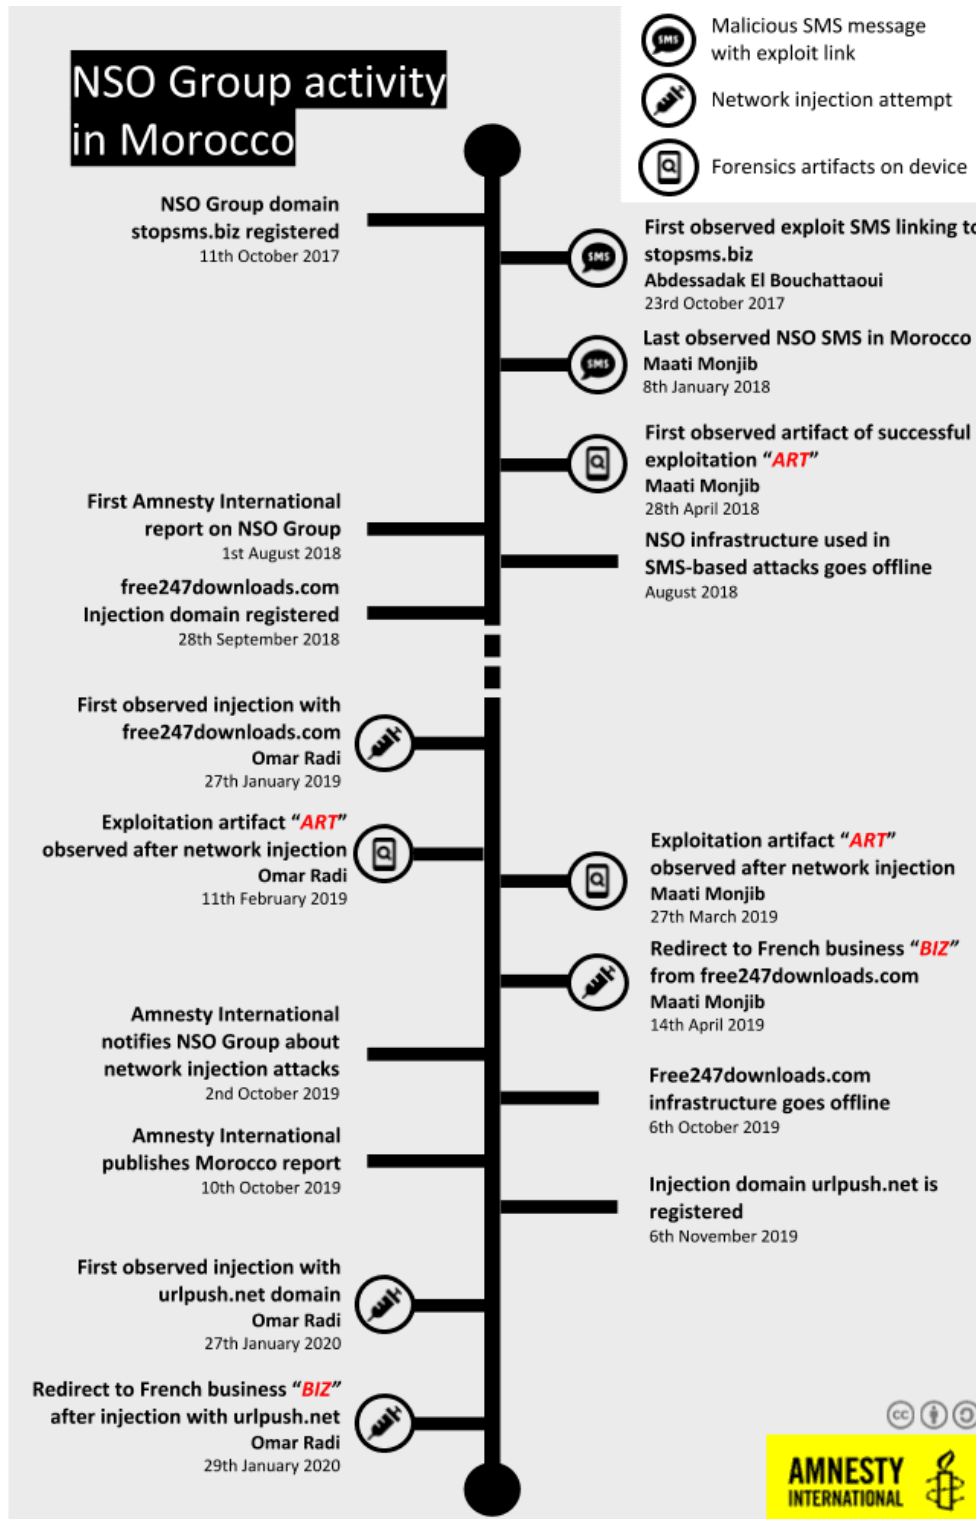 NSO Group activity
in Morocco
SMS
Malicious SMS message
with exploit link
Network injection attempt
Forensics artifacts on device
NSO Group domain
stopsms.biz registered
11th October 2017
SMS
First observed exploit SMS linking to
stopsms.biz
Abdessadak El Bouchattaoui
23rd October 2017
SMS
Last observed NSO SMS in Morocco
Maati Monjib
8th January 2018
First observed artifact of successful
exploitation “ART”
Maati Monjib
28th April 2018
First Amnesty International
report on NSO Group
1st August 2018
NSO infrastructure used in
SMS-based attacks goes offline
August 2018
free247downloads.com
Injection domain registered
28th September 2018
First observed injection with
free247downloads.com
Omar Radi
27th January 2019
Exploitation artifact “ART”
observed after network injection
Omar Radi
11th February 2019
Exploitation artifact “ART”
observed after network injection
Maati Monjib
27th March 2019
Redirect to French business “BIZ”
from free247downloads.com
Maati Monjib
14th April 2019
Amnesty International
notifies NSO Group about
network injection attacks
2nd October 2019
Free247downloads.com
infrastructure goes offline
6th October 2019
Amnesty International
publishes Morocco report
10th October 2019
Injection domain urlpush.net is
registered
6th November 2019
First observed injection with
urlpush.net domain
Omar Radi
27th January 2020
Redirect to French business “BIZ”
after injection with urlpush.net
Omar Radi
29th January 2020
cc
AMNESTY
INTERNATIONAL